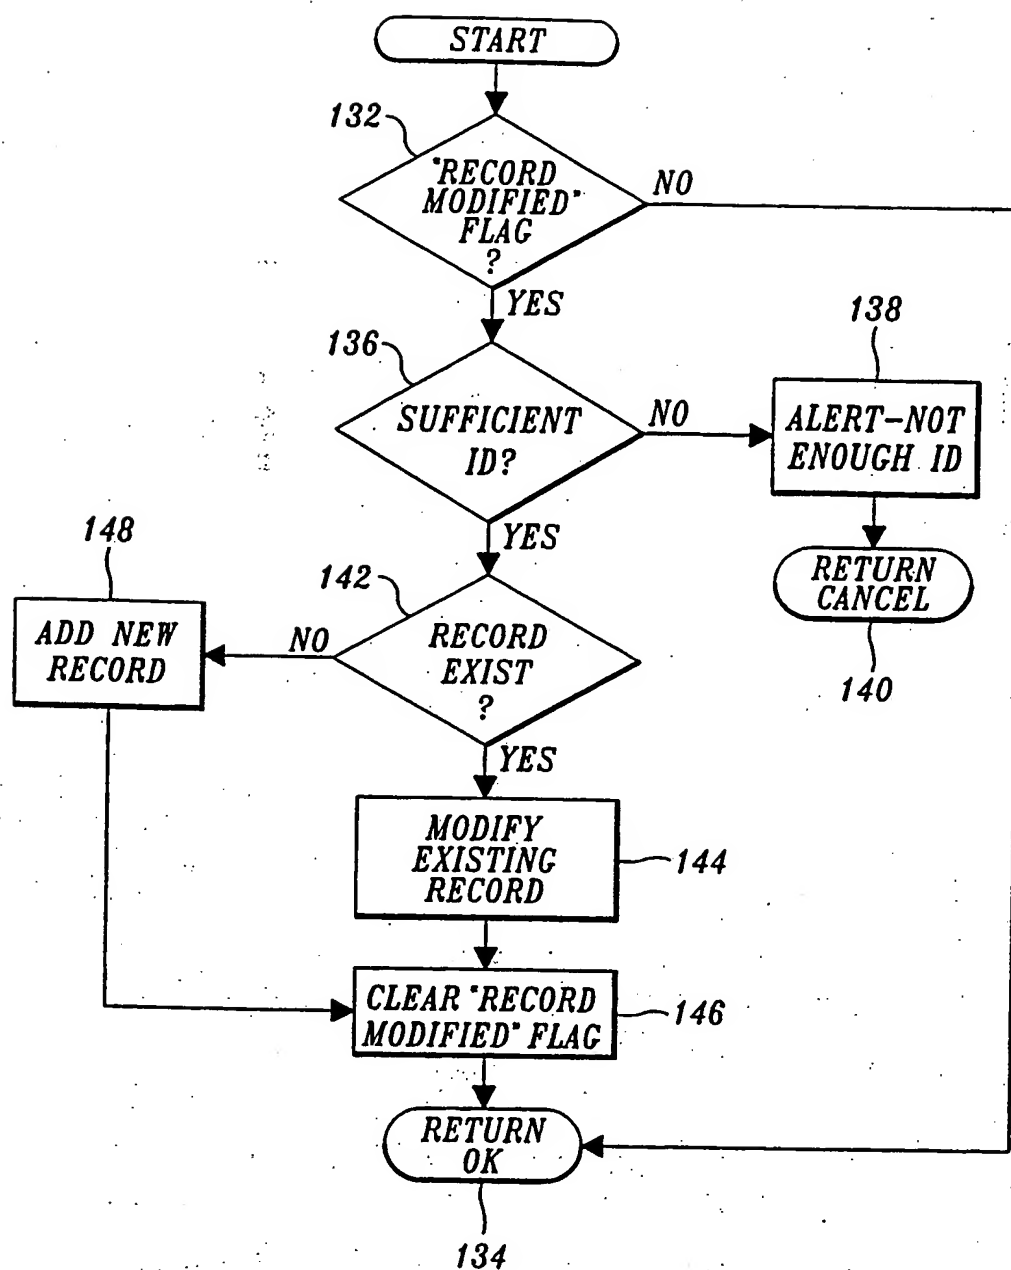 START
132
"RECORD
MODIFIED"
FLAG
?
NO
YES
136
138
SUFFICIENT
ID?
NO
ALERT-NOT
ENOUGH ID
YES
148
142
RETURN
CANCEL
ADD NEW
RECORD
NO
RECORD
EXIST
?
140
YES
MODIFY
EXISTING
RECORD
144
CLEAR "RECORD
MODIFIED" FLAG
146
RETURN
OK
134